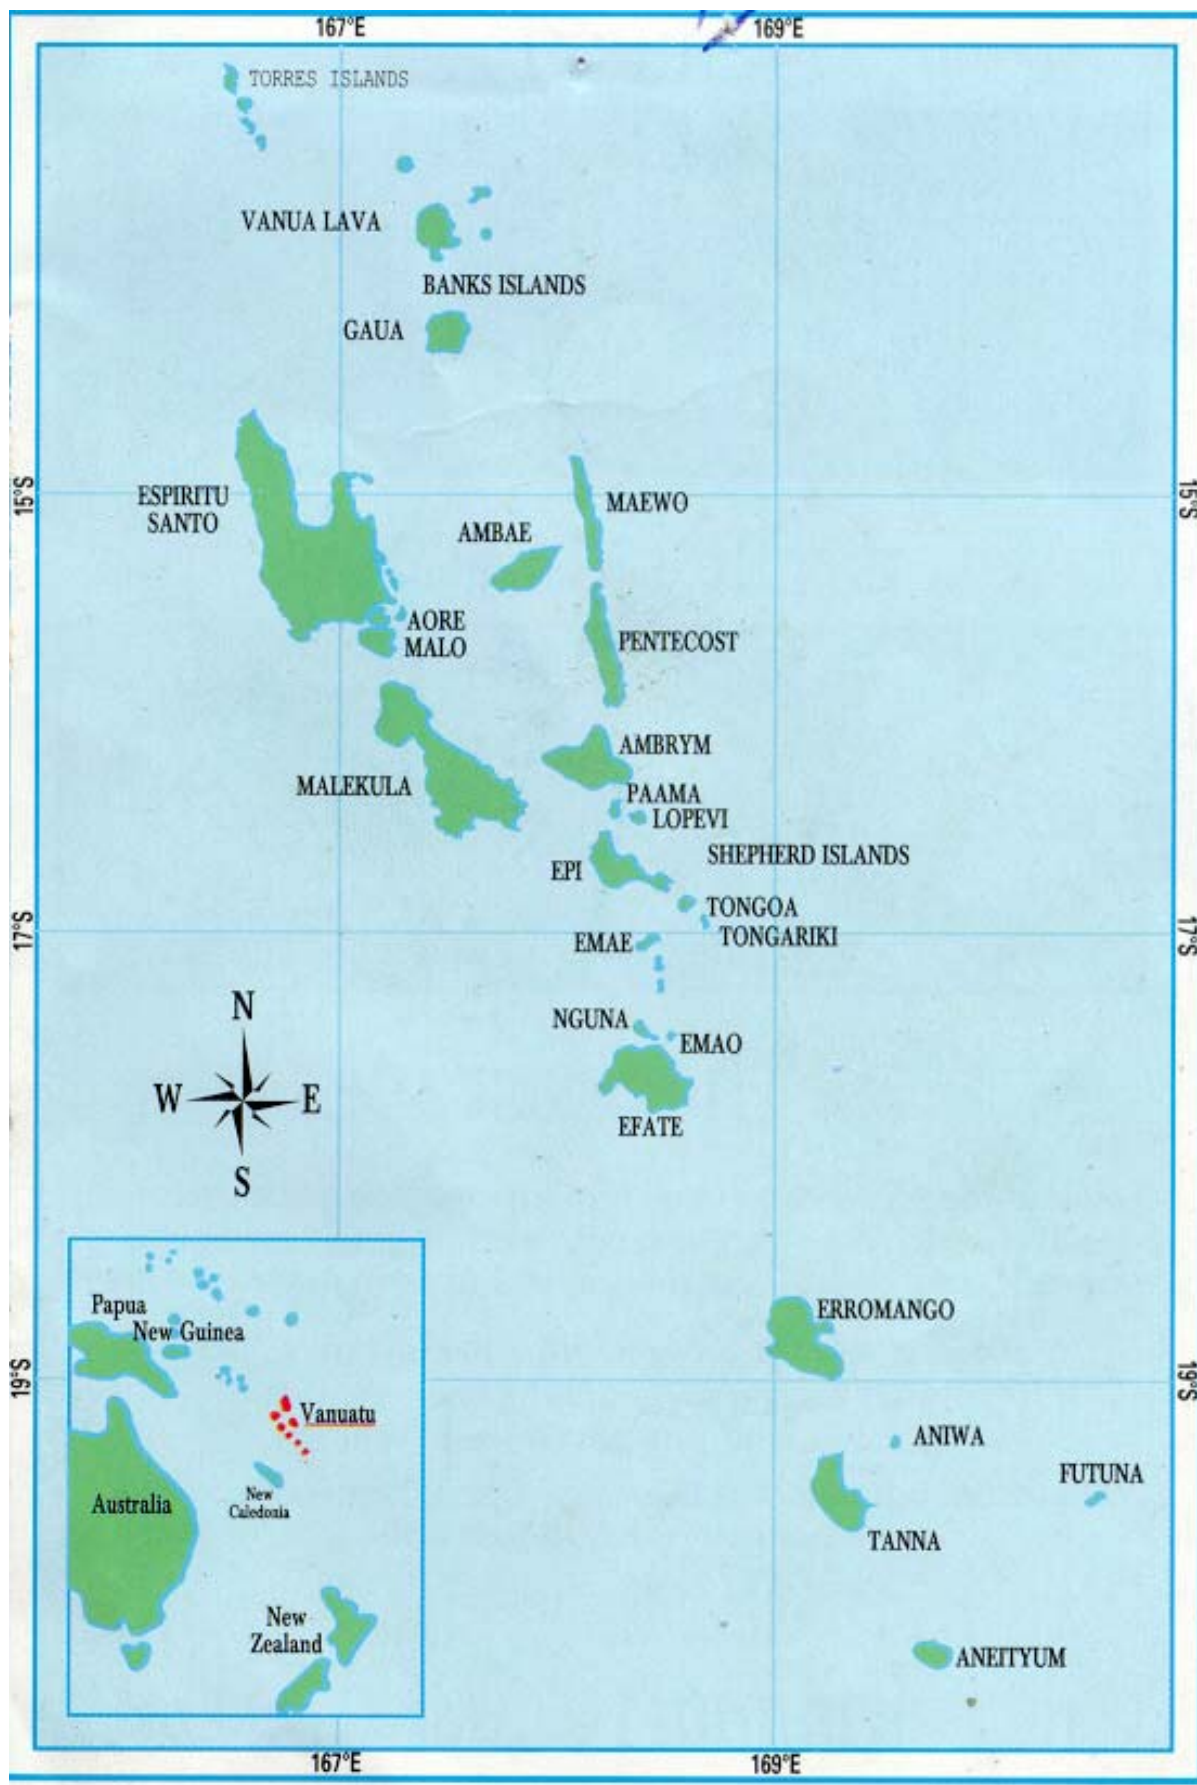 167°E
169°E
TORRES ISLANDS
VANUA LAVA
BANKS ISLANDS
GAUA
15°S
15°S
ESPIRITU
SANTO
MAEWO
AMBAE
AORE
MALO
PENTECOST
AMBRYM
MALEKULA
PAAMA
LOPEVI
SHEPHERD ISLANDS
EPI
TONGOA
17°S
17°S
TONGARIKI
EMAE
NGUNA
EMAO
EFATE
N
W
E
S
ERROMANGO
19°S
19°S
ANIWA
FUTUNA
TANNA
ANEITYUM
Papua
New Guinea
Vanuatu
New
Caledonia
Australia
New
Zealand
167°E
169°E